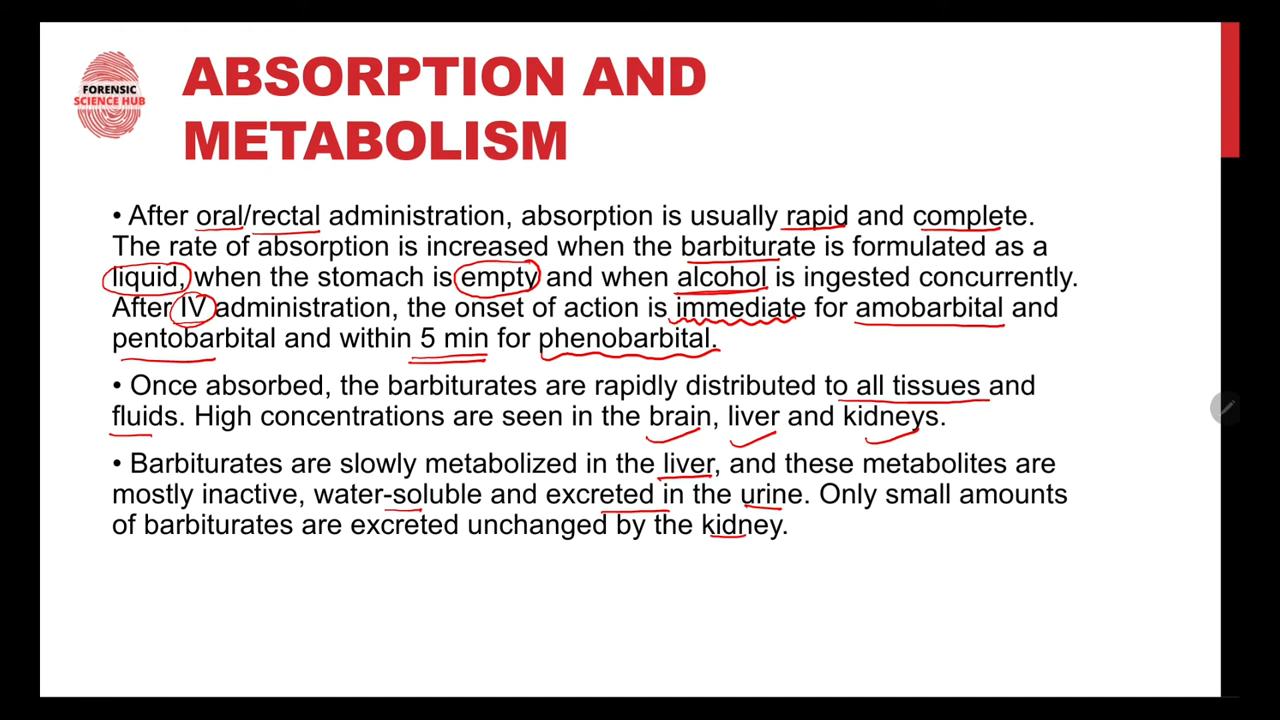 FORENSIC
SCIENCE HUB
ABSORPTION AND
METABOLISM
• After oral/rectal administration, absorption is usually rapid and complete.
The rate of absorption is increased when the barbiturate is formulated as a
liquid, when the stomach is empty and when alcohol is ingested concurrently.
After IV administration, the onset of action is immediate for amobarbital and
pentobarbital and within 5 min for phenobarbital.
• Once absorbed, the barbiturates are rapidly distributed to all tissues and
fluids. High concentrations are seen in the brain, liver and kidneys.
• Barbiturates are slowly metabolized in the liver, and these metabolites are
mostly inactive, water-soluble and excreted in the urine. Only small amounts
of barbiturates are excreted unchanged by the kidney.